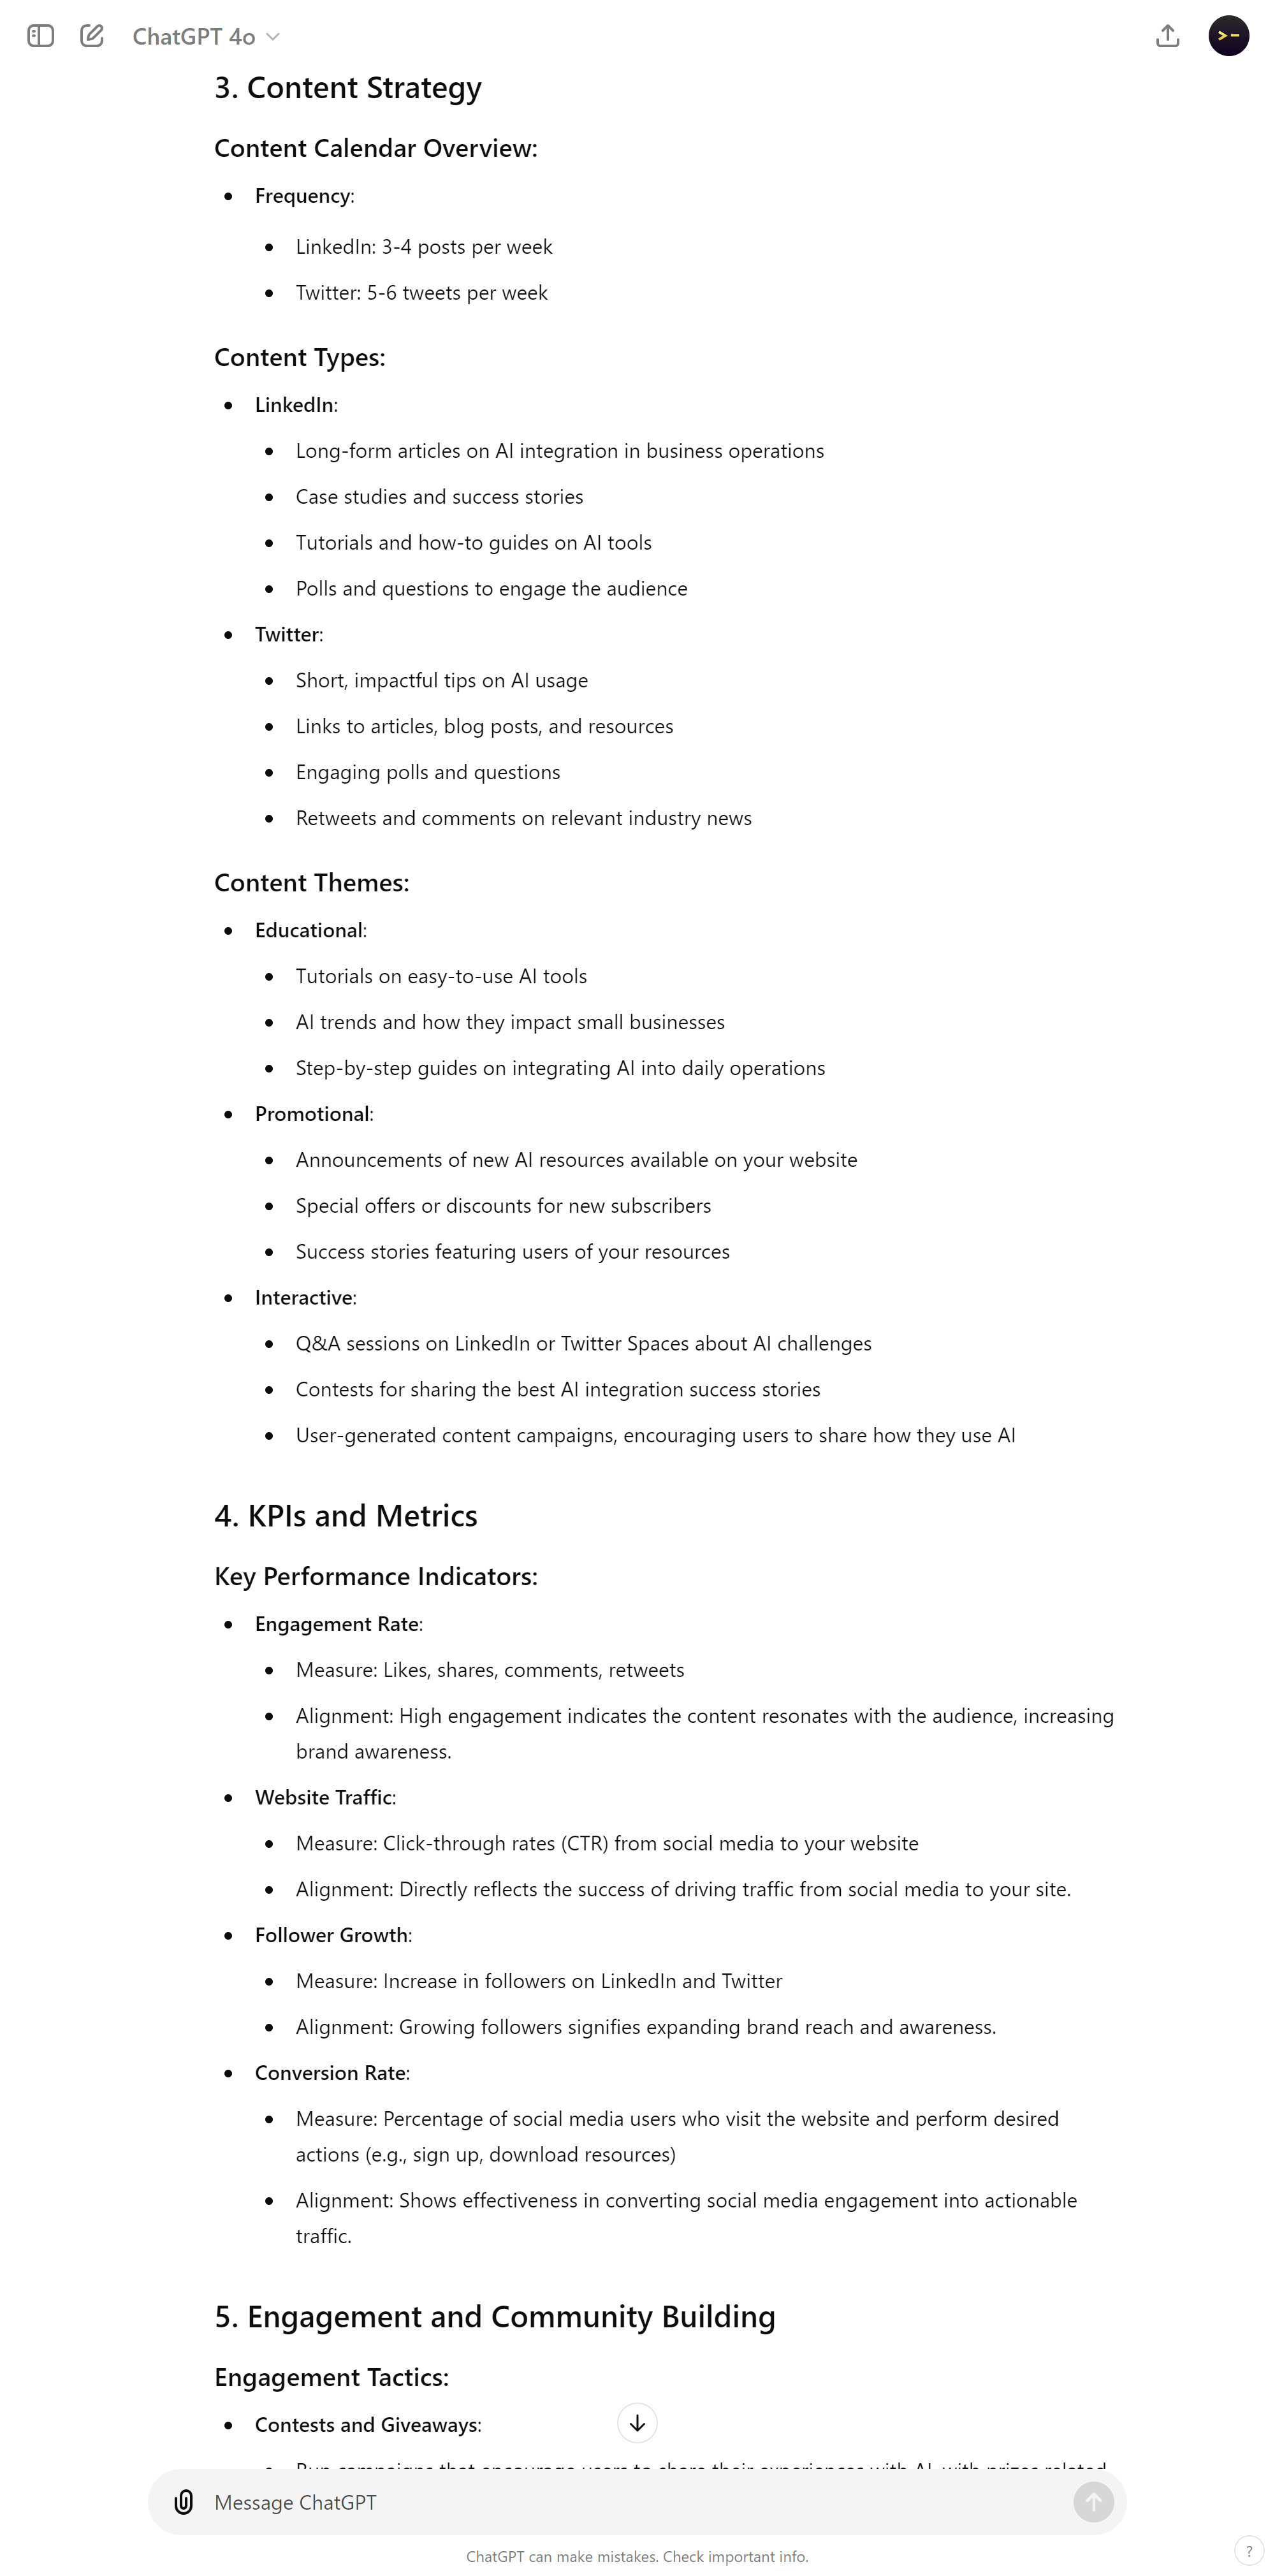 ChatGPT 4o
>-
3. Content Strategy
Content Calendar Overview:
Frequency:
LinkedIn: 3-4 posts per week
Twitter: 5-6 tweets per week
Content Types:
LinkedIn:
Long-form articles on AI integration in business operations
Case studies and success stories
Tutorials and how-to guides on AI tools
Polls and questions to engage the audience
Twitter:
Short, impactful tips on AI usage
Links to articles, blog posts, and resources
Engaging polls and questions
Retweets and comments on relevant industry news
Content Themes:
Educational:
Tutorials on easy-to-use AI tools
AI trends and how they impact small businesses
Step-by-step guides on integrating AI into daily operations
Promotional:
Announcements of new AI resources available on your website
Special offers or discounts for new subscribers
Success stories featuring users of your resources
Interactive:
Q&A sessions on LinkedIn or Twitter Spaces about AI challenges
Contests for sharing the best AI integration success stories
User-generated content campaigns, encouraging users to share how they use AI
4. KPIs and Metrics
Key Performance Indicators:
Engagement Rate:
Measure: Likes, shares, comments, retweets
Alignment: High engagement indicates the content resonates with the audience, increasing
brand awareness.
Website Traffic:
Measure: Click-through rates (CTR) from social media to your website
Alignment: Directly reflects the success of driving traffic from social media to your site.
Follower Growth:
Measure: Increase in followers on LinkedIn and Twitter
Alignment: Growing followers signifies expanding brand reach and awareness.
Conversion Rate:
Measure: Percentage of social media users who visit the website and perform desired
actions (e.g., sign up, download resources)
Alignment: Shows effectiveness in converting social media engagement into actionable
traffic.
5. Engagement and Community Building
Engagement Tactics:
Contests and Giveaways:
Run campaigns that encourage users to share their experiences with AI, with prizes related
Message ChatGPT
ChatGPT can make mistakes. Check important info.
?